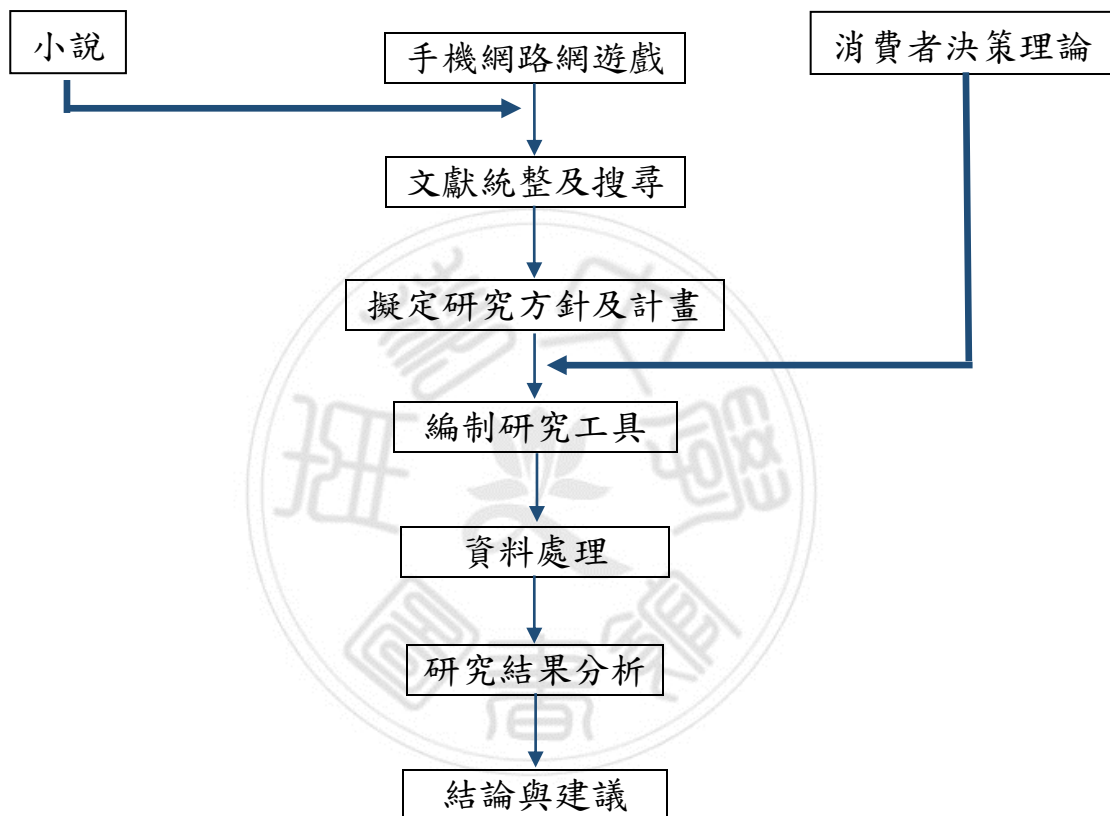 小說
手機網路網遊戲
消費者決策理論
文獻統整及搜尋
擬定研究方針及計畫
編制研究工具
資料處理
研究結果分析
結論與建議